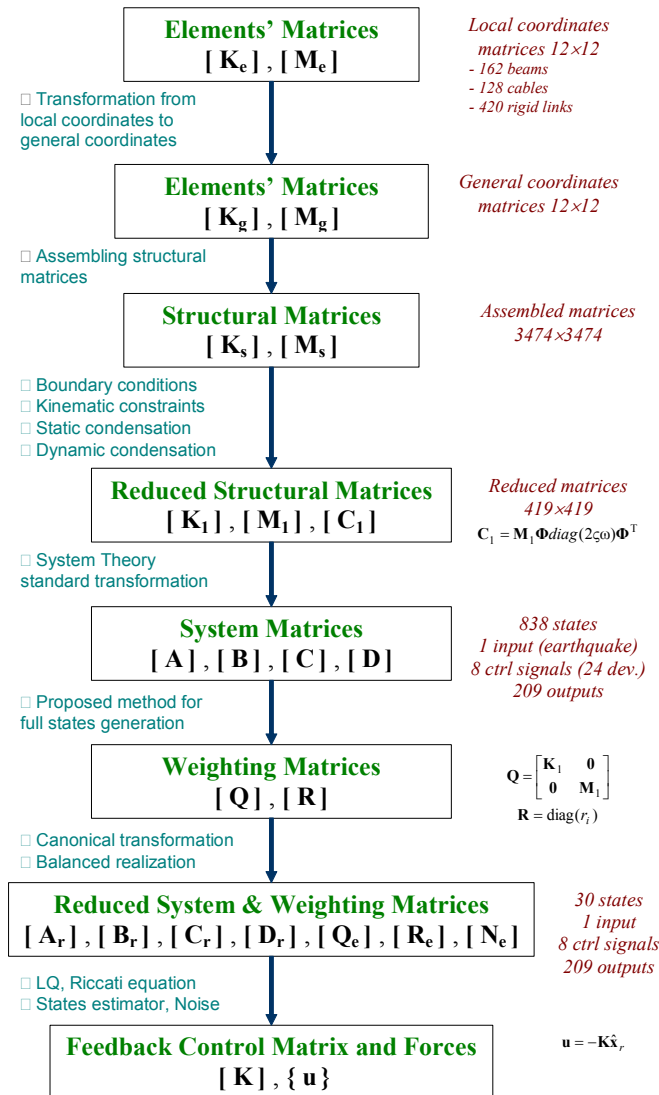 Elements' Matrices
[ Ke ] , [ Me ]
Local coordinates
matrices 12×12
- 162 beams
- 128 cables
- 420 rigid links
□ Transformation from
local coordinates to
general coordinates
Elements' Matrices
[ Kg ] , [ Mg ]
General coordinates
matrices 12×12
□ Assembling structural
matrices
Structural Matrices
[ Ks ] , [ Ms ]
Assembled matrices
3474×3474
□ Boundary conditions
□ Kinematic constraints
□ Static condensation
□ Dynamic condensation
Reduced Structural Matrices
[ K1 ] , [ M1 ] , [ C1 ]
Reduced matrices
419×419
C1 = M1Φdiag(2ςω)Φ^T
□ System Theory
standard transformation
System Matrices
[ A ] , [ B ] , [ C ] , [ D ]
838 states
1 input (earthquake)
8 ctrl signals (24 dev.)
209 outputs
□ Proposed method for
full states generation
Weighting Matrices
[ Q ] , [ R ]
Q = [K1 0
0 M1]
R = diag(ri)
□ Canonical transformation
□ Balanced realization
Reduced System & Weighting Matrices
[ Ar ] , [ Br ] , [ Cr ] , [ Dr ] , [ Qe ] , [ Re ] , [ Ne ]
30 states
1 input
8 ctrl signals
209 outputs
□ LQ, Riccati equation
□ States estimator, Noise
Feedback Control Matrix and Forces
[ K ] , { u }
u = −Kx̂r